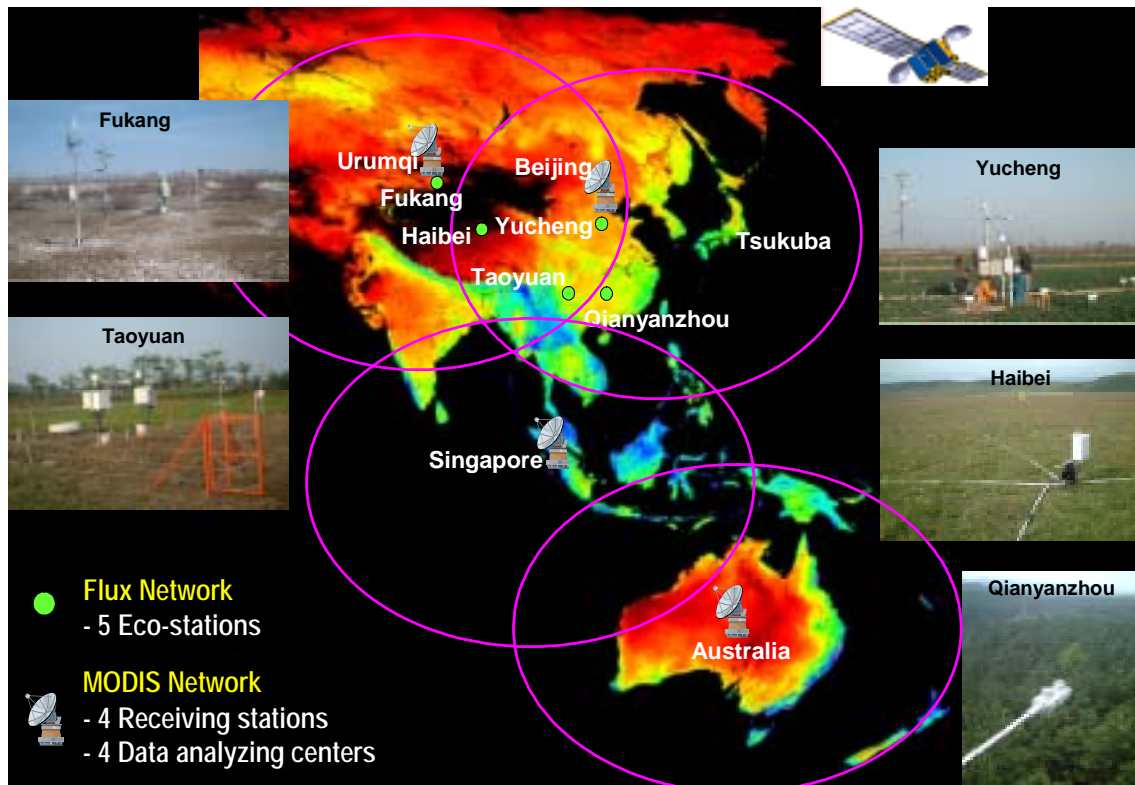 Fukang
Urumqi
Beijing
Fukang
Haibei
Yucheng
Tsukuba
Taoyuan
Qianyanzhou
Yucheng
Taoyuan
Haibei
Singapore
Australia
Qianyanzhou
Flux Network
- 5 Eco-stations
MODIS Network
- 4 Receiving stations
- 4 Data analyzing centers